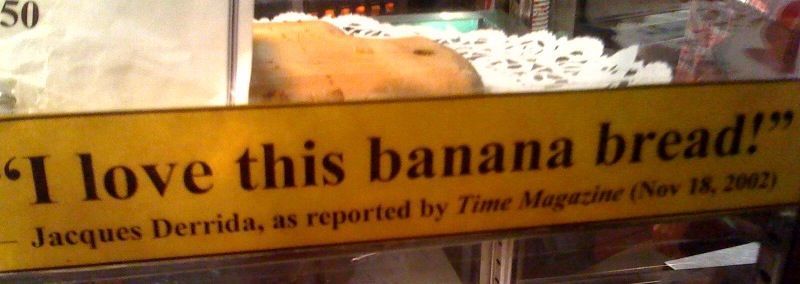 50
“I love this banana bread!”
– Jacques Derrida, as reported by Time Magazine (Nov 18, 2002)